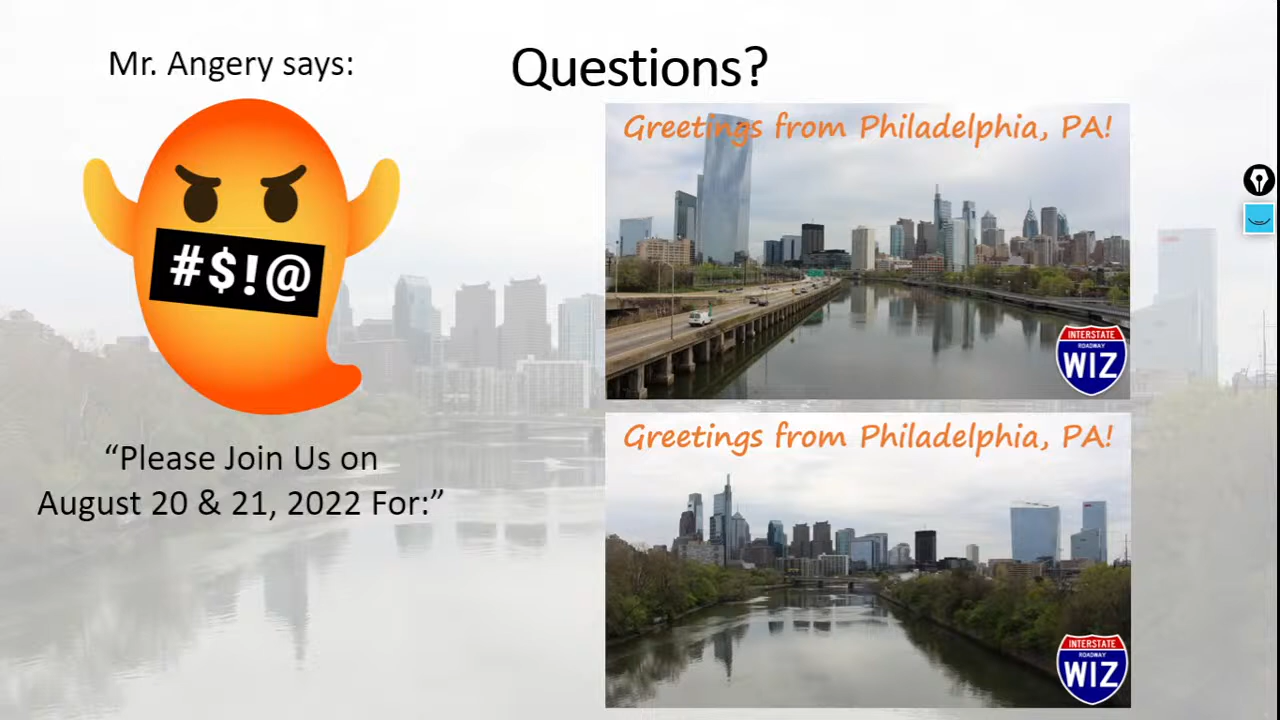 Mr. Angery says:
Questions?
#$!@
“Please Join Us on
August 20 & 21, 2022 For:”
Greetings from Philadelphia, PA!
INTERSTATE
ROADWAY
WIZ
Greetings from Philadelphia, PA!
INTERSTATE
ROADWAY
WIZ